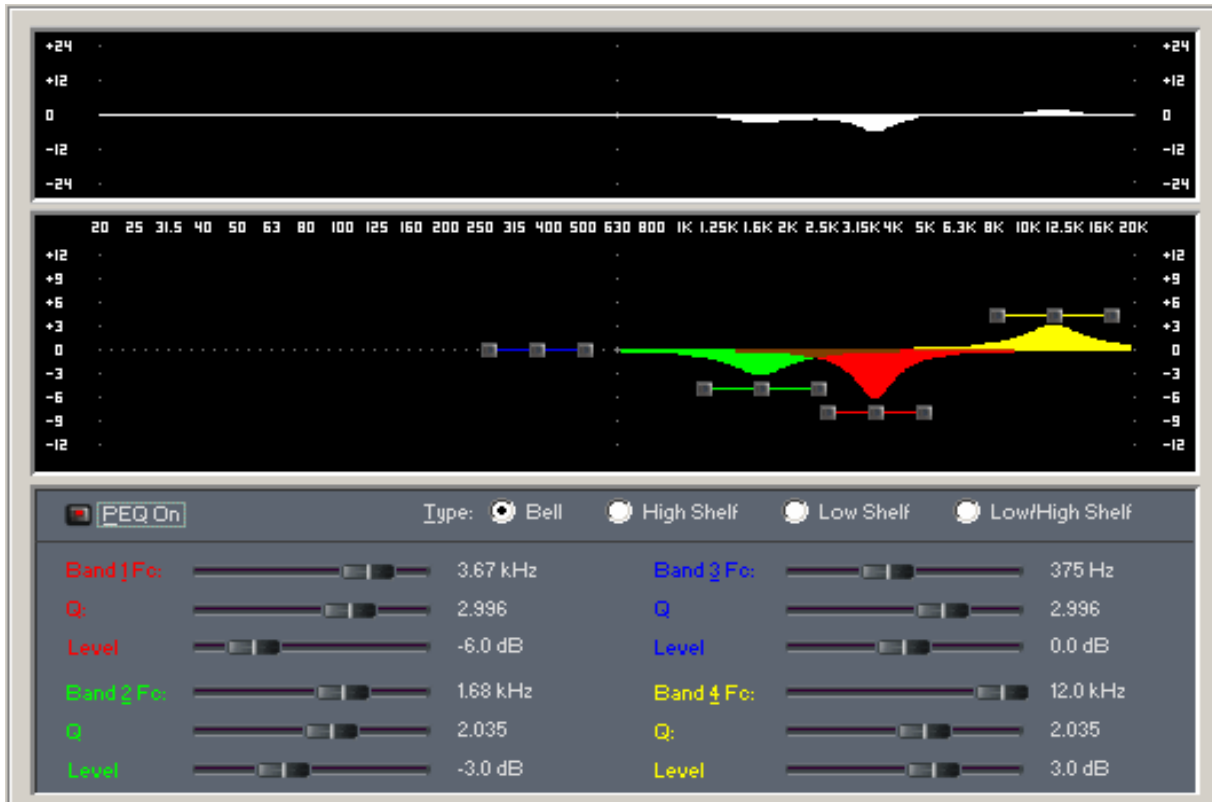 +24 +24
+12 +12
0 0
-12 -12
-24 -24
20 25 31.5 40 50 63 80 100 125 160 200 250 315 400 500 630 800 1K 1.25K 1.6K 2K 2.5K 3.15K 4K 5K 6.3K 8K 10K 12.5K 16K 20K
+12 +12
+9 +9
+6 +6
+3 +3
0 0
-3 -3
-6 -6
-9 -9
-12 -12
PEQ On Type: Bell High Shelf Low Shelf Low/High Shelf
Band 1 Fc: 3.67 kHz Band 3 Fc: 375 Hz
Q: 2.996 Q 2.996
Level -6.0 dB Level 0.0 dB
Band 2 Fc: 1.68 kHz Band 4 Fc: 12.0 kHz
Q 2.035 Q: 2.035
Level -3.0 dB Level 3.0 dB